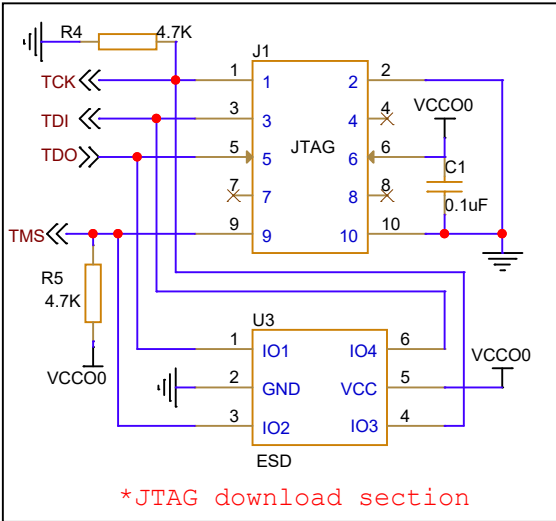 R4 4.7K
J1
TCK 1 1 2 2
TDI 3 3 4 4 VCCO0
TDO 5 5 JTAG 6 6
C1
7 7 8 8 0.1uF
TMS 9 9 10 10
R5
4.7K
U3
1 IO1 IO4 6 VCCO0
VCCO0 2 GND VCC 5
3 IO2 IO3 4
ESD
*JTAG download section